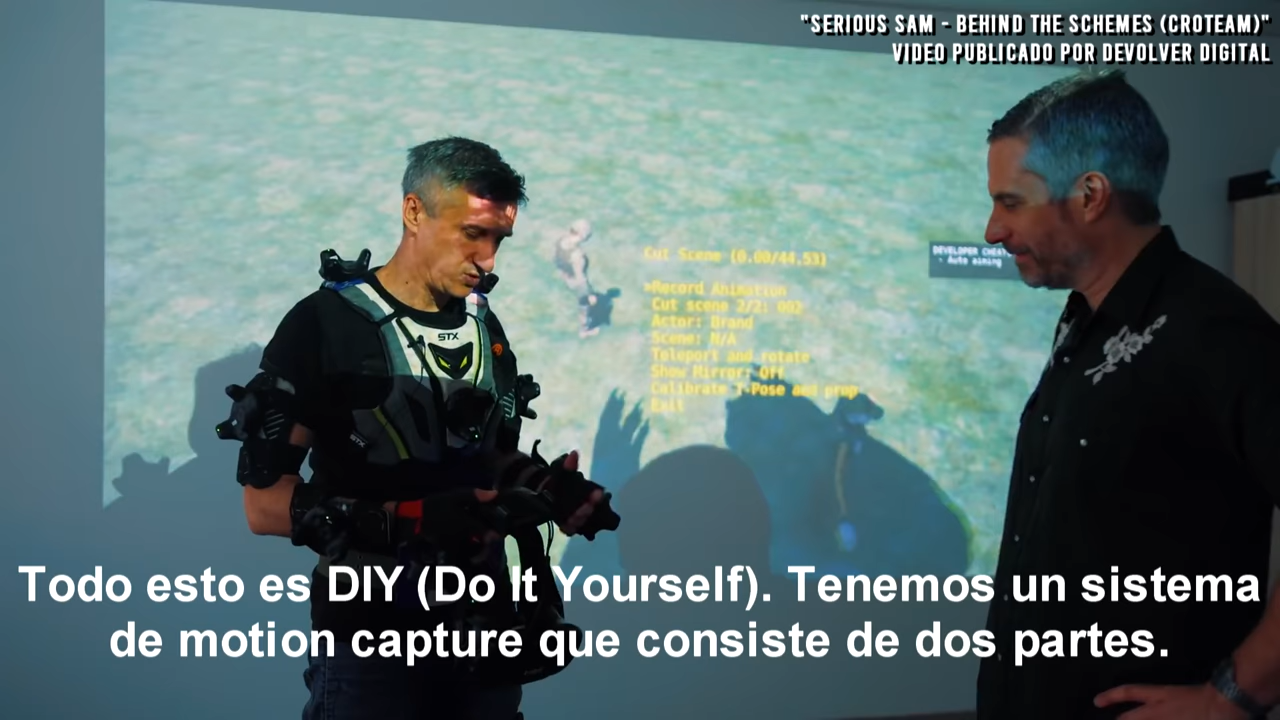 "SERIOUS SAM - BEHIND THE SCHEMES (CROTEAM)"
VIDEO PUBLICADO POR DEVOLVER DIGITAL
Cut Scene (0.00/44.53)
>Record Animation
Cut scene 2/2: 002
Actor: Brand
Scene: N/A
Teleport and rotate
Show Mirror: Off
Calibrate T-Pose and prop
Exit
DEVELOPER CHEAT
- Auto aiming
STX
STX
Todo esto es DIY (Do It Yourself). Tenemos un sistema
de motion capture que consiste de dos partes.